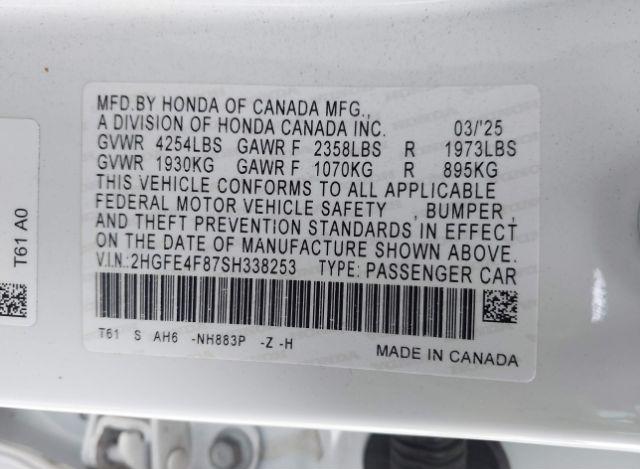 MFD.BY HONDA OF CANADA MFG.,
A DIVISION OF HONDA CANADA INC. 03/'25
GVWR 4254LBS GAWR F 2358LBS R 1973LBS
GVWR 1930KG GAWR F 1070KG R 895KG
THIS VEHICLE CONFORMS TO ALL APPLICABLE
FEDERAL MOTOR VEHICLE SAFETY , BUMPER ,
AND THEFT PREVENTION STANDARDS IN EFFECT
ON THE DATE OF MANUFACTURE SHOWN ABOVE.
V.I.N.:2HGFE4F87SH338253 TYPE: PASSENGER CAR
T61 S AH6 -NH883P -Z -H
MADE IN CANADA
T61 A0